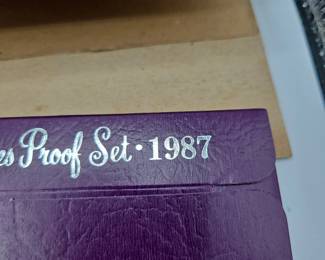 es Proof Set · 1987